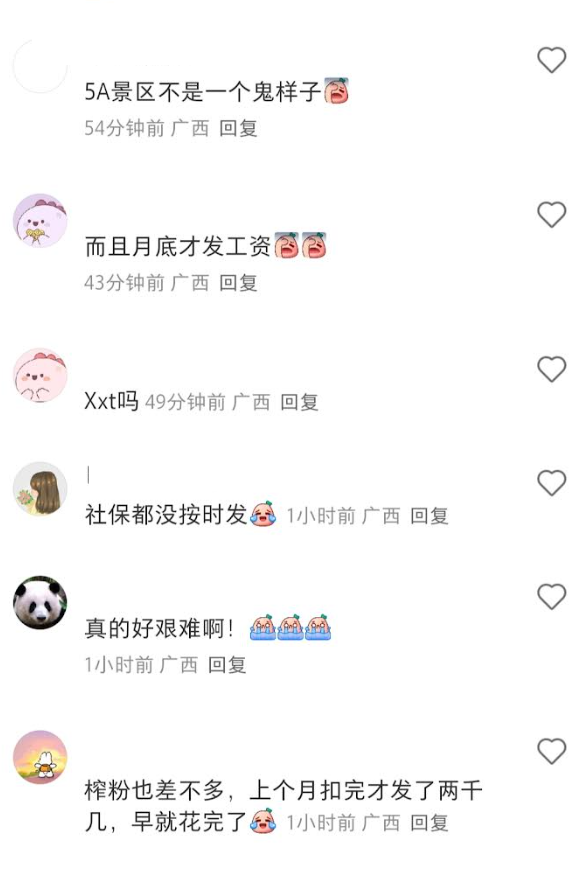 5A景区不是一个鬼样子
54分钟前 广西 回复
而且月底才发工资
43分钟前 广西 回复
Xxt吗 49分钟前 广西 回复
社保都没按时发 1小时前 广西 回复
真的好艰难啊！
1小时前 广西 回复
榨粉也差不多，上个月扣完才发了两千
几，早就花完了 1小时前 广西 回复